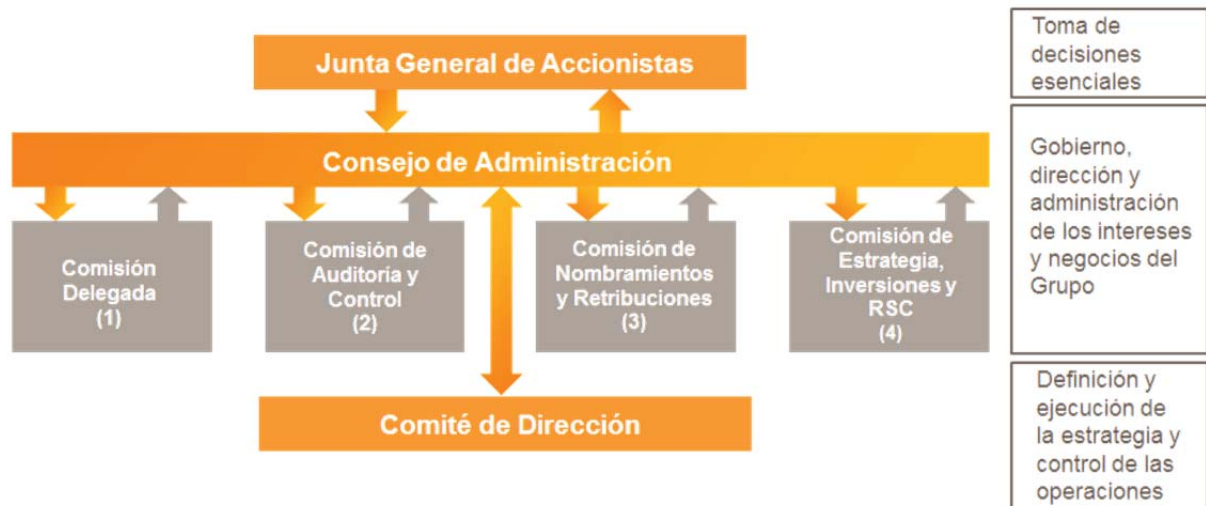 Junta General de Accionistas
Toma de
decisiones
esenciales
Consejo de Administración
Comisión
Delegada
(1)
Comisión de
Auditoría y
Control
(2)
Comisión de
Nombramientos
y Retribuciones
(3)
Comisión de
Estrategia,
Inversiones y
RSC
(4)
Gobierno,
dirección y
administración
de los intereses
y negocios del
Grupo
Comité de Dirección
Definición y
ejecución de
la estrategia y
control de las
operaciones